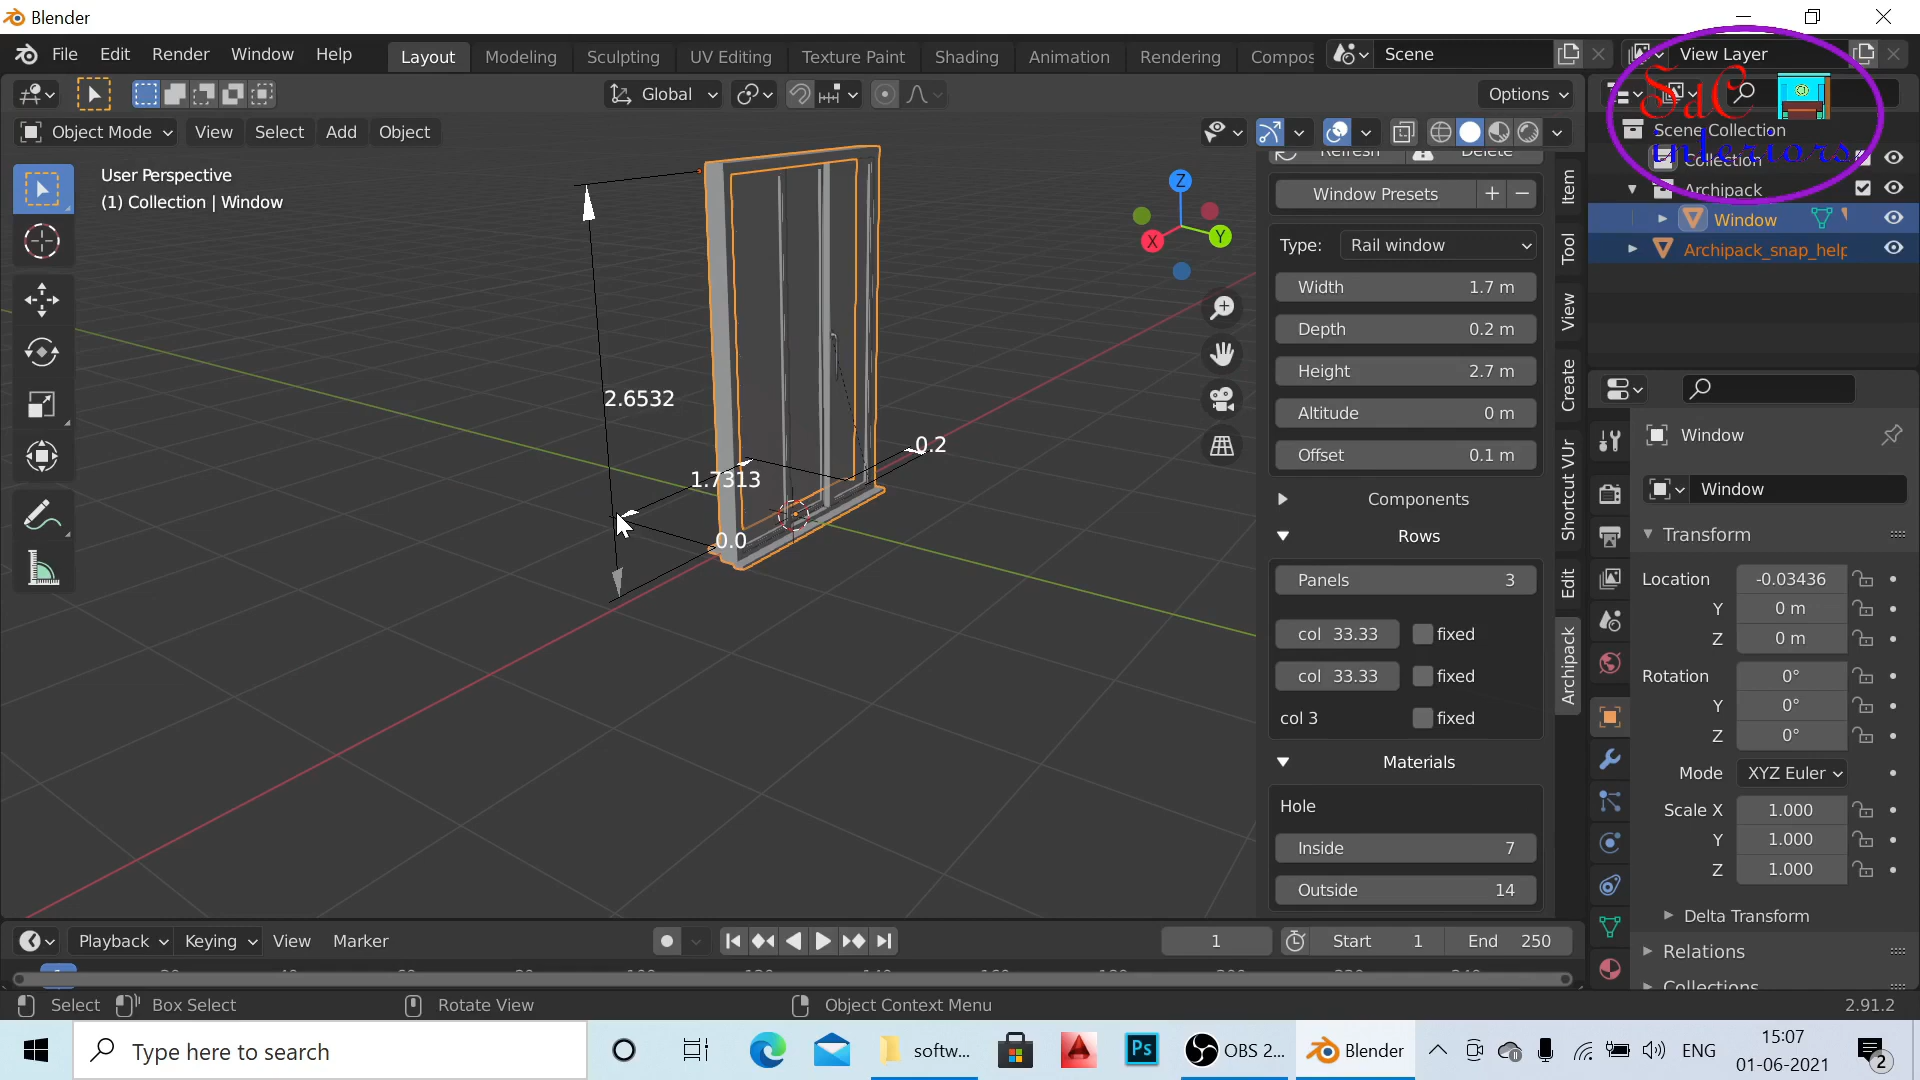 Blender
File Edit Render Window Help
Layout Modeling Sculpting UV Editing Texture Paint Shading Animation Rendering Compos
Scene
View Layer
Global
Options
SdC
interiors
Object Mode View Select Add Object
Scene Collection
Collection
Archipack
Window
Archipack_snap_help
User Perspective
(1) Collection | Window
Z
X
Y
2.6532
1.7313
0.2
0.0
Refresh Delete
Window Presets
Type: Rail window
Width 1.7 m
Depth 0.2 m
Height 2.7 m
Altitude 0 m
Offset 0.1 m
Components
Rows
Panels 3
col 33.33 fixed
col 33.33 fixed
col 3 fixed
Materials
Hole
Inside 7
Outside 14
Item
Tool
View
Create
Shortcut VUr
Edit
Archipack
Window
Window
Transform
Location -0.03436
Y 0 m
Z 0 m
Rotation 0°
Y 0°
Z 0°
Mode XYZ Euler
Scale X 1.000
Y 1.000
Z 1.000
Delta Transform
Relations
Collections
Playback Keying View Marker
1 Start 1 End 250
Select Box Select Rotate View Object Context Menu 2.91.2
Type here to search
softw...
Ps
OBS 2...
Blender
ENG
15:07
01-06-2021
2